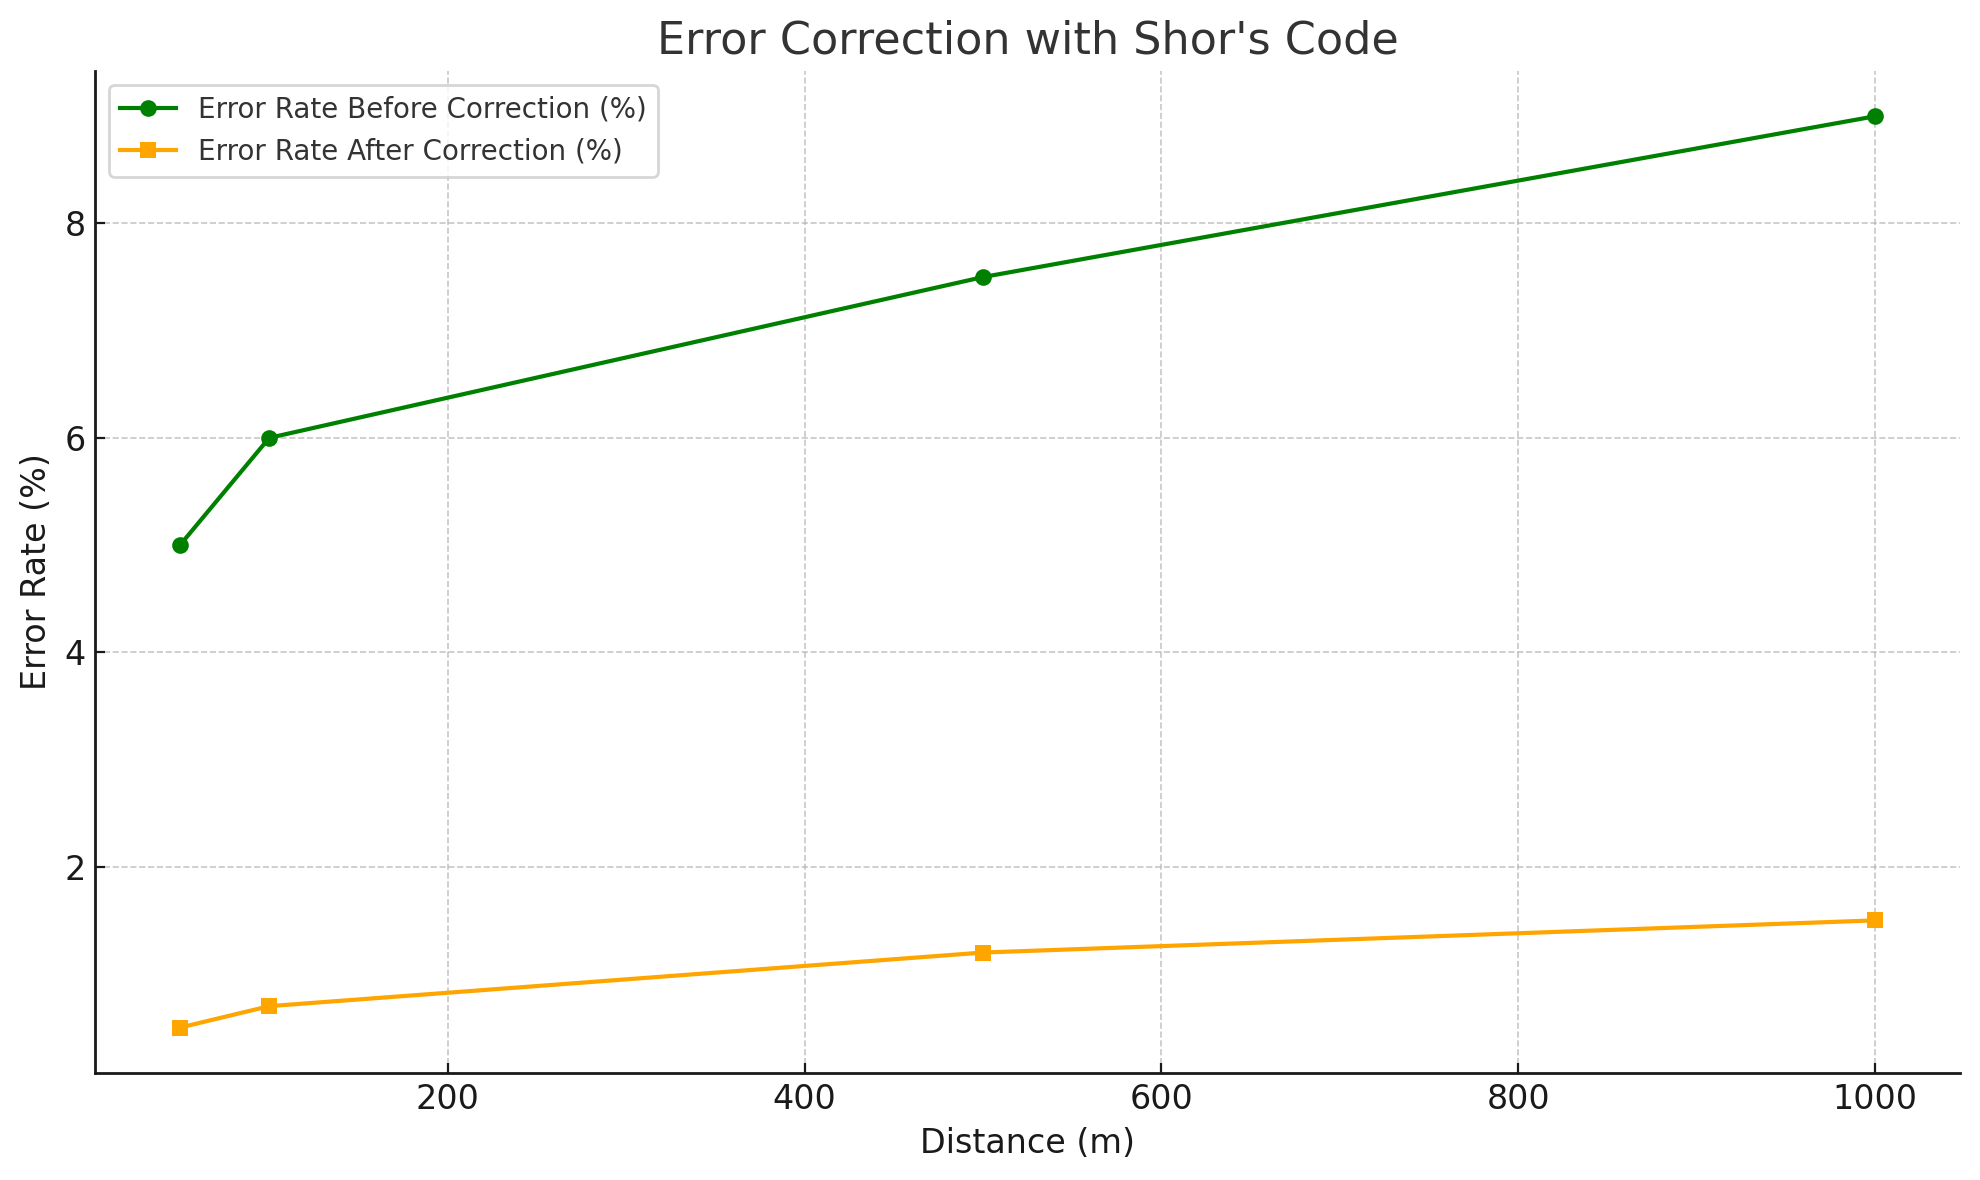 Error Correction with Shor's Code
Error Rate Before Correction (%)
Error Rate After Correction (%)
Error Rate (%)
8
6
4
2
200 400 600 800 1000
Distance (m)